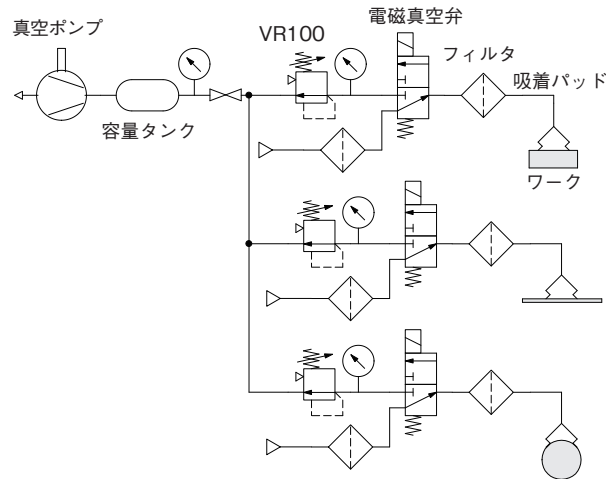 真空ポンプ
容量タンク
VR100
電磁真空弁
フィルタ
吸着パッド
ワーク